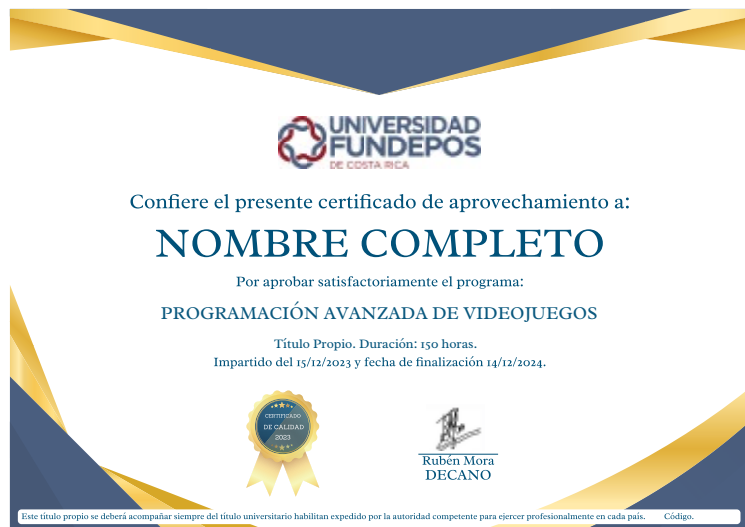 UNIVERSIDAD
FUNDEPOS
DE COSTA RICA
Confiere el presente certificado de aprovechamiento a:
NOMBRE COMPLETO
Por aprobar satisfactoriamente el programa:
PROGRAMACIÓN AVANZADA DE VIDEOJUEGOS
Título Propio. Duración: 150 horas.
Impartido del 15/12/2023 y fecha de finalización 14/12/2024.
CERTIFICADO
DE CALIDAD
2023
Rubén Mora
DECANO
Este título propio se deberá acompañar siempre del título universitario habilitan expedido por la autoridad competente para ejercer profesionalmente en cada país. Código.